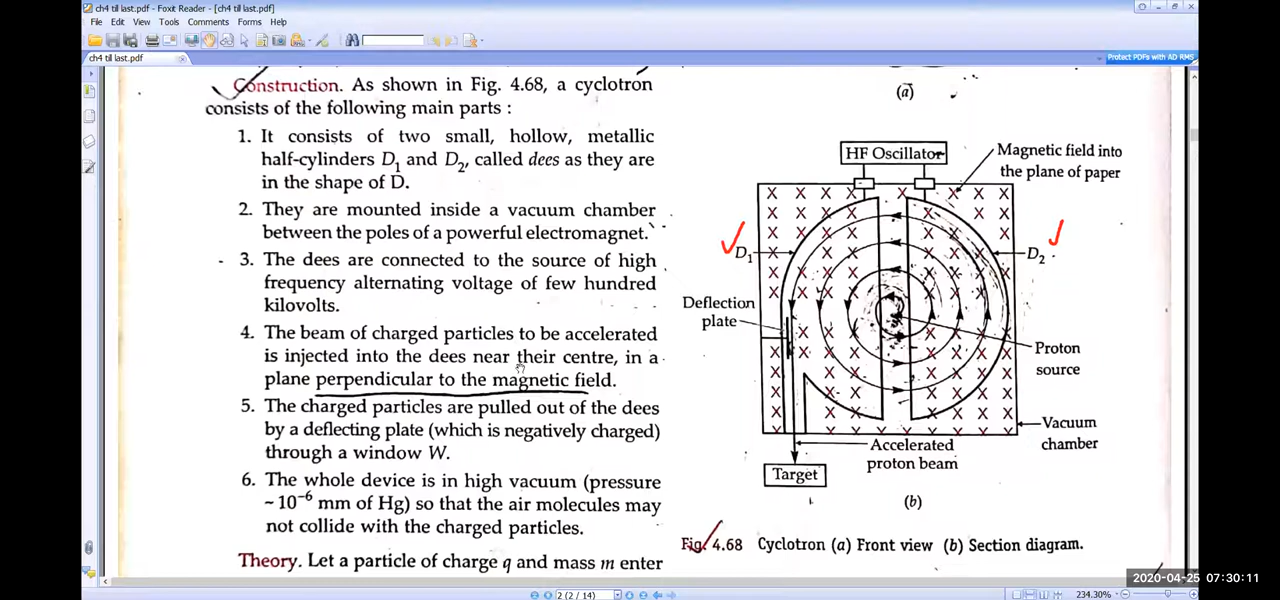 ch4 till last.pdf - Foxit Reader - [ch4 till last.pdf]
File Edit View Tools Comments Forms Help
ch4 till last.pdf
Protect PDFs with AD RMS
Construction. As shown in Fig. 4.68, a cyclotron
consists of the following main parts :
1. It consists of two small, hollow, metallic
half-cylinders D1 and D2, called dees as they are
in the shape of D.
2. They are mounted inside a vacuum chamber
between the poles of a powerful electromagnet.
3. The dees are connected to the source of high
frequency alternating voltage of few hundred
kilovolts.
4. The beam of charged particles to be accelerated
is injected into the dees near their centre, in a
plane perpendicular to the magnetic field.
5. The charged particles are pulled out of the dees
by a deflecting plate (which is negatively charged)
through a window W.
6. The whole device is in high vacuum (pressure
~ 10⁻⁶ mm of Hg) so that the air molecules may
not collide with the charged particles.
Theory. Let a particle of charge q and mass m enter
(a)
HF Oscillator
Magnetic field into
the plane of paper
D1
D2
Deflection
plate
Proton
source
Vacuum
chamber
Accelerated
proton beam
Target
(b)
Fig. 4.68 Cyclotron (a) Front view (b) Section diagram.
2020-04-25 07:30:11
2 (2 / 14)
234.30%